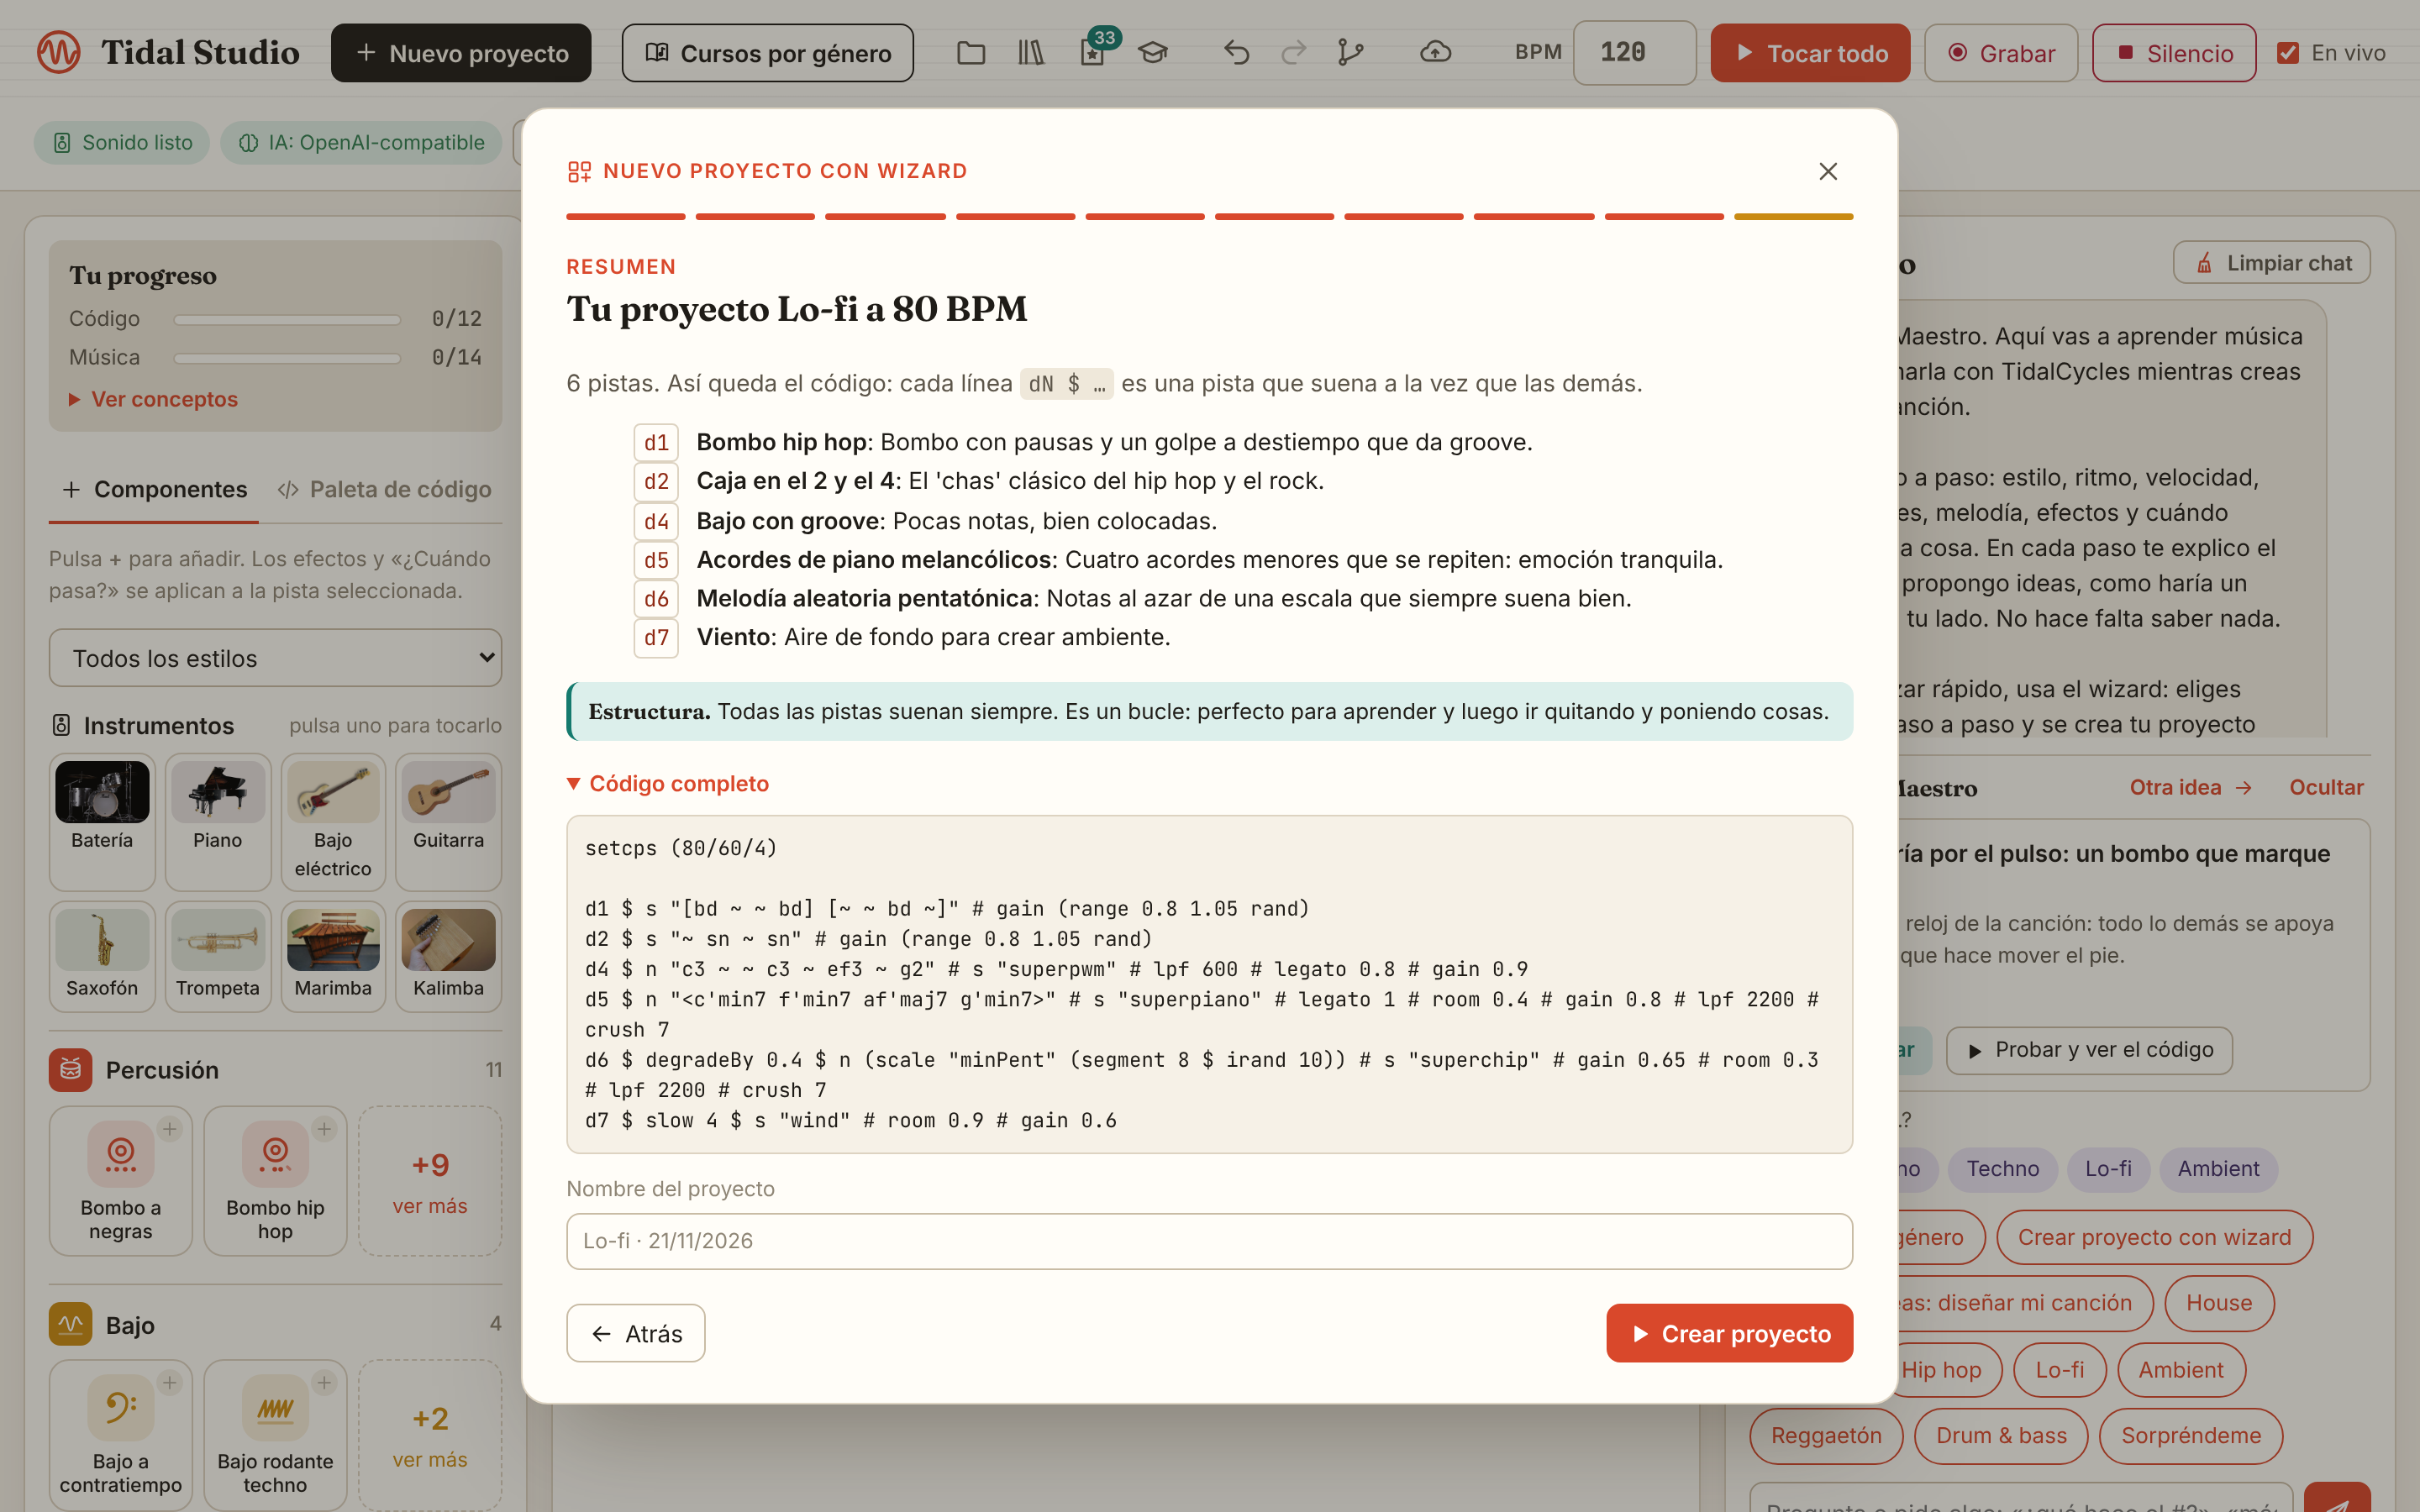 Tidal Studio
+ Nuevo proyecto
Cursos por género
33
BPM
120
Tocar todo
Grabar
Silencio
En vivo
Sonido listo
IA: OpenAI-compatible
Tu progreso
Código 0/12
Música 0/14
Ver conceptos
+ Componentes
</> Paleta de código
Pulsa + para añadir. Los efectos y «¿Cuándo
pasa?» se aplican a la pista seleccionada.
Todos los estilos
Instrumentos pulsa uno para tocarlo
Batería
Piano
Bajo
eléctrico
Guitarra
Saxofón
Trompeta
Marimba
Kalimba
Percusión 11
Bombo a
negras
Bombo hip
hop
+9
ver más
Bajo 4
Bajo a
contratiempo
Bajo rodante
techno
+2
ver más
NUEVO PROYECTO CON WIZARD
RESUMEN
Tu proyecto Lo-fi a 80 BPM
6 pistas. Así queda el código: cada línea dN $ … es una pista que suena a la vez que las demás.
d1 Bombo hip hop: Bombo con pausas y un golpe a destiempo que da groove.
d2 Caja en el 2 y el 4: El 'chas' clásico del hip hop y el rock.
d4 Bajo con groove: Pocas notas, bien colocadas.
d5 Acordes de piano melancólicos: Cuatro acordes menores que se repiten: emoción tranquila.
d6 Melodía aleatoria pentatónica: Notas al azar de una escala que siempre suena bien.
d7 Viento: Aire de fondo para crear ambiente.
Estructura. Todas las pistas suenan siempre. Es un bucle: perfecto para aprender y luego ir quitando y poniendo cosas.
Código completo
setcps (80/60/4)
d1 $ s "[bd ~ ~ bd] [~ ~ bd ~]" # gain (range 0.8 1.05 rand)
d2 $ s "~ sn ~ sn" # gain (range 0.8 1.05 rand)
d4 $ n "c3 ~ ~ c3 ~ ef3 ~ g2" # s "superpwm" # lpf 600 # legato 0.8 # gain 0.9
d5 $ n "<c'min7 f'min7 af'maj7 g'min7>" # s "superpiano" # legato 1 # room 0.4 # gain 0.8 # lpf 2200 #
crush 7
d6 $ degradeBy 0.4 $ n (scale "minPent" (segment 8 $ irand 10)) # s "superchip" # gain 0.65 # room 0.3
# lpf 2200 # crush 7
d7 $ slow 4 $ s "wind" # room 0.9 # gain 0.6
Nombre del proyecto
Lo-fi · 21/11/2026
← Atrás
Crear proyecto
Limpiar chat
Maestro. Aquí vas a aprender música
con TidalCycles mientras creas
a paso: estilo, ritmo, velocidad,
melodía, efectos y cuándo
cosa. En cada paso te explico el
propongo ideas, como haría un
tu lado. No hace falta saber nada.
rápido, usa el wizard: eliges
paso a paso y se crea tu proyecto
Maestro
Otra idea →
Ocultar
por el pulso: un bombo que marque
reloj de la canción: todo lo demás se apoya
que hace mover el pie.
Probar y ver el código
Techno
Lo-fi
Ambient
género
Crear proyecto con wizard
diseñar mi canción
House
Hip hop
Lo-fi
Ambient
Reggaetón
Drum & bass
Sorpréndeme